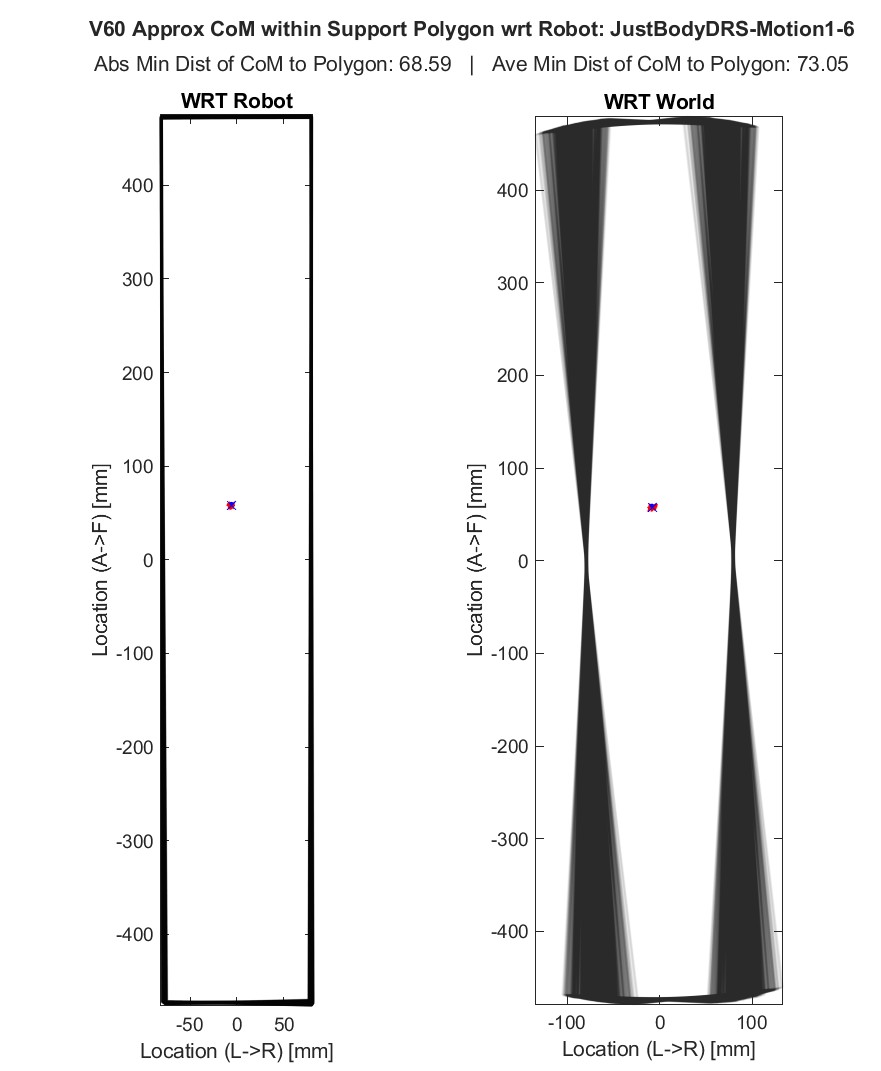 V60 Approx CoM within Support Polygon wrt Robot: JustBodyDRS-Motion1-6
Abs Min Dist of CoM to Polygon: 68.59 | Ave Min Dist of CoM to Polygon: 73.05
WRT Robot
400
300
200
100
0
-100
-200
-300
-400
Location (A->F) [mm]
-50 0 50
Location (L->R) [mm]
WRT World
400
300
200
100
0
-100
-200
-300
-400
Location (A->F) [mm]
-100 0 100
Location (L->R) [mm]